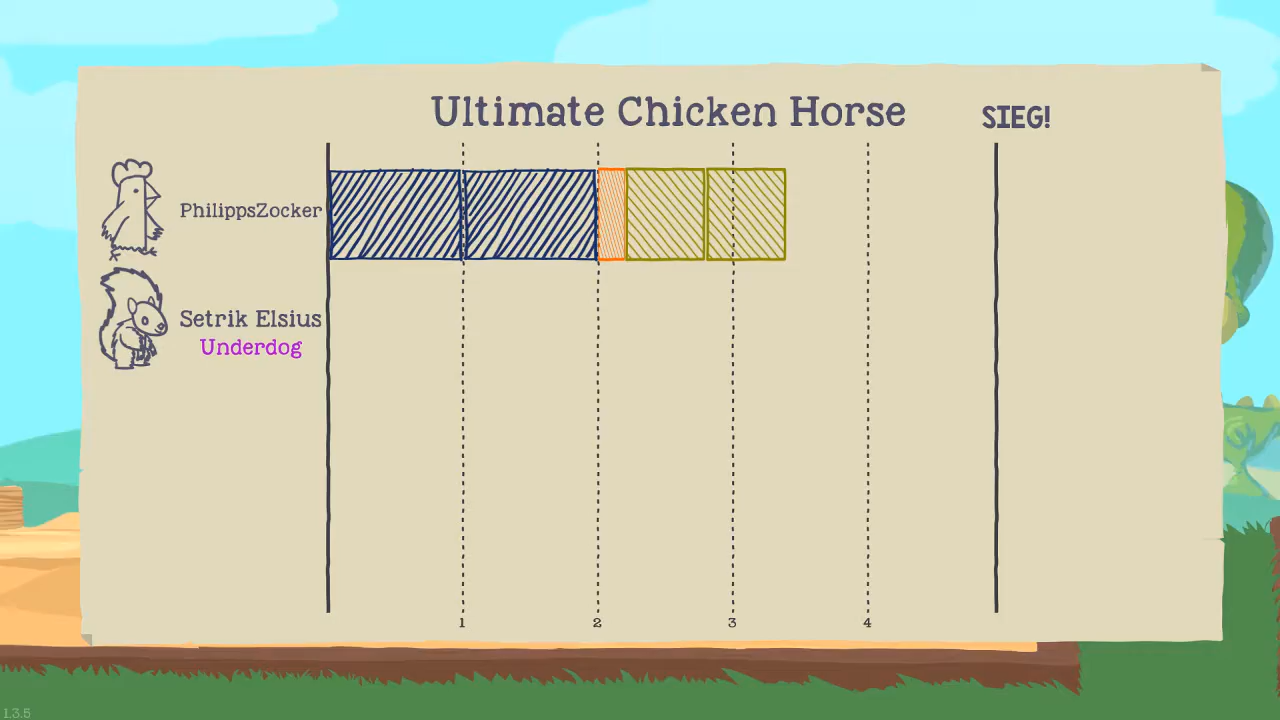 Ultimate Chicken Horse
SIEG!
PhilippsZocker
Setrik Elsius
Underdog
1 2 3 4
1.3.5